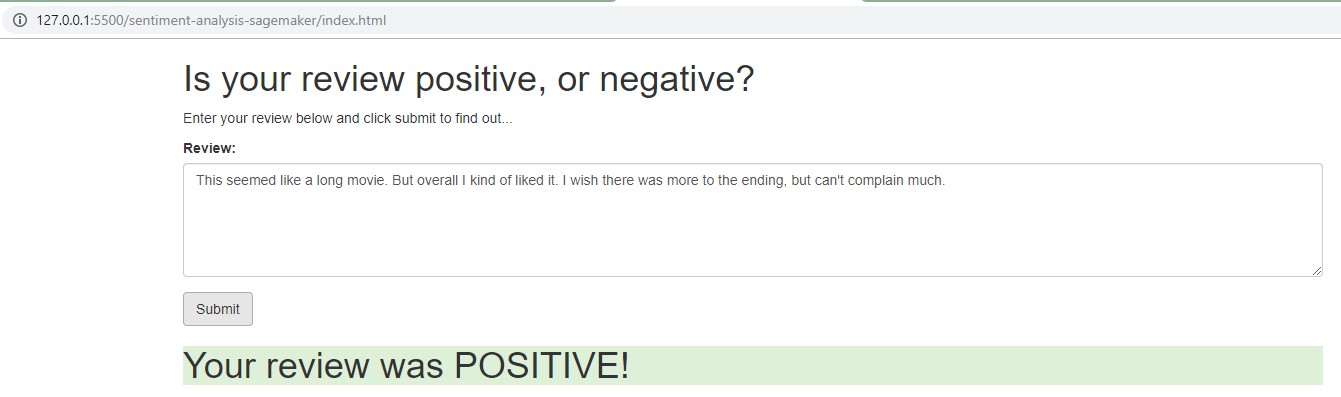 127.0.0.1:5500/sentiment-analysis-sagemaker/index.html
Is your review positive, or negative?
Enter your review below and click submit to find out...
Review:
This seemed like a long movie. But overall I kind of liked it. I wish there was more to the ending, but can't complain much.
Submit
Your review was POSITIVE!